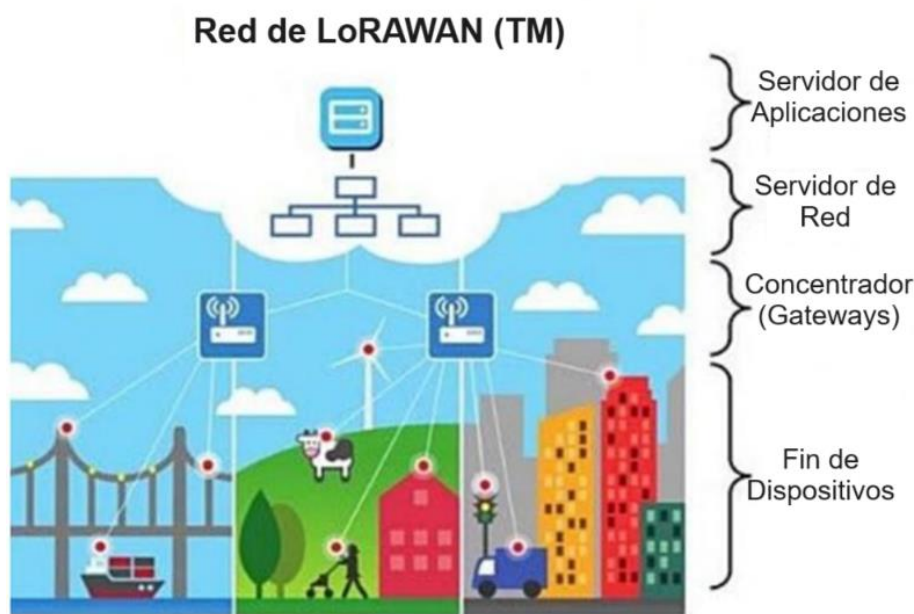 Red de LoRAWAN (TM)
Servidor de
Aplicaciones
Servidor de
Red
Concentrador
(Gateways)
Fin de
Dispositivos